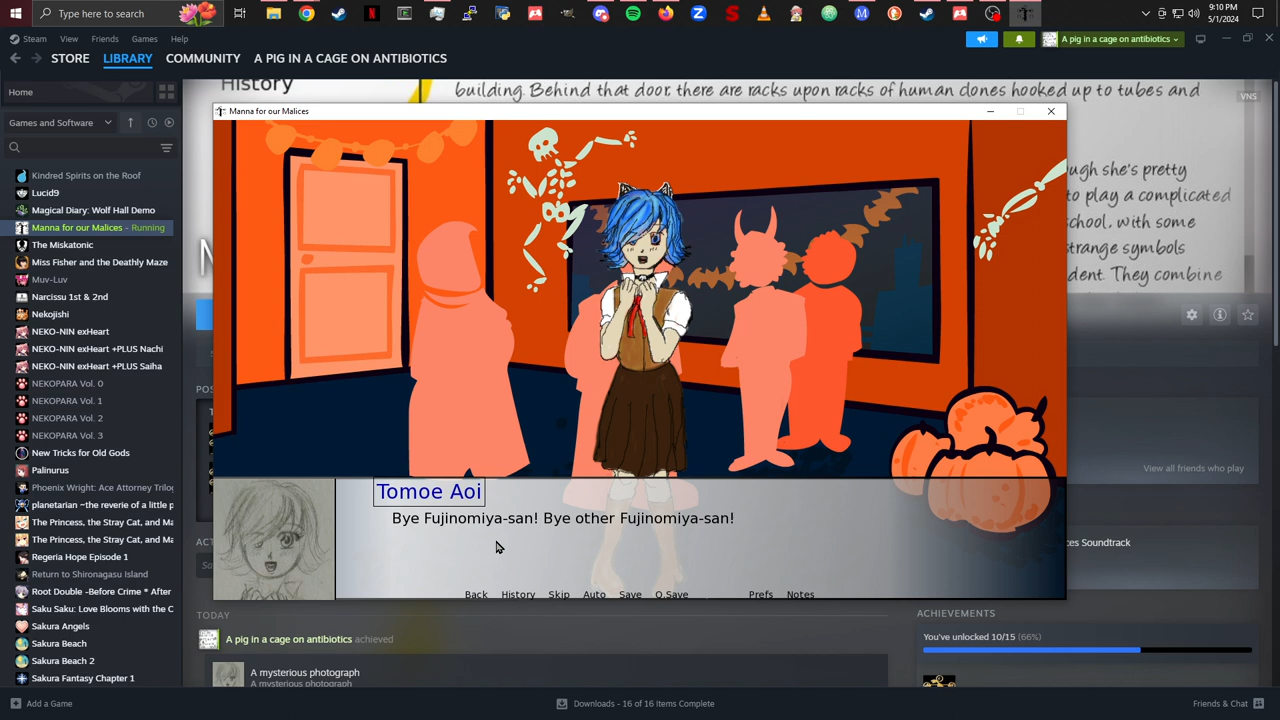 9:10 PM
5/1/2024
Steam View Friends Games Help
A pig in a cage on antibiotics
STORE LIBRARY COMMUNITY A PIG IN A CAGE ON ANTIBIOTICS
History
building. Behind that door, there are racks upon racks of human clones hooked up to tubes and
Home
VNS
Manna for our Malices
Games and Software
ugh she's pretty
to play a complicated
school, with some
strange symbols
dent. They combine
Kindred Spirits on the Roof
Lucid9
Magical Diary: Wolf Hall Demo
Manna for our Malices - Running
The Miskatonic
Miss Fisher and the Deathly Maze
Muv-Luv
Narcissu 1st & 2nd
Nekojishi
NEKO-NIN exHeart
NEKO-NIN exHeart +PLUS Nachi
NEKO-NIN exHeart +PLUS Saiha
NEKOPARA Vol. 0
NEKOPARA Vol. 1
NEKOPARA Vol. 2
NEKOPARA Vol. 3
New Tricks for Old Gods
Palinurus
Phoenix Wright: Ace Attorney Trilog
planetarian ~the reverie of a little p
The Princess, the Stray Cat, and Ma
The Princess, the Stray Cat, and Ma
Regeria Hope Episode 1
Return to Shironagasu Island
Root Double -Before Crime * After
Saku Saku: Love Blooms with the C
Sakura Angels
Sakura Beach
Sakura Beach 2
Sakura Fantasy Chapter 1
View all friends who play
Tomoe Aoi
Bye Fujinomiya-san! Bye other Fujinomiya-san!
Back History Skip Auto Save Q.Save Prefs Notes
ces Soundtrack
TODAY
A pig in a cage on antibiotics achieved
A mysterious photograph
A mysterious photograph
ACHIEVEMENTS
You've unlocked 10/15 (66%)
Add a Game
Downloads - 16 of 16 Items Complete
Friends & Chat